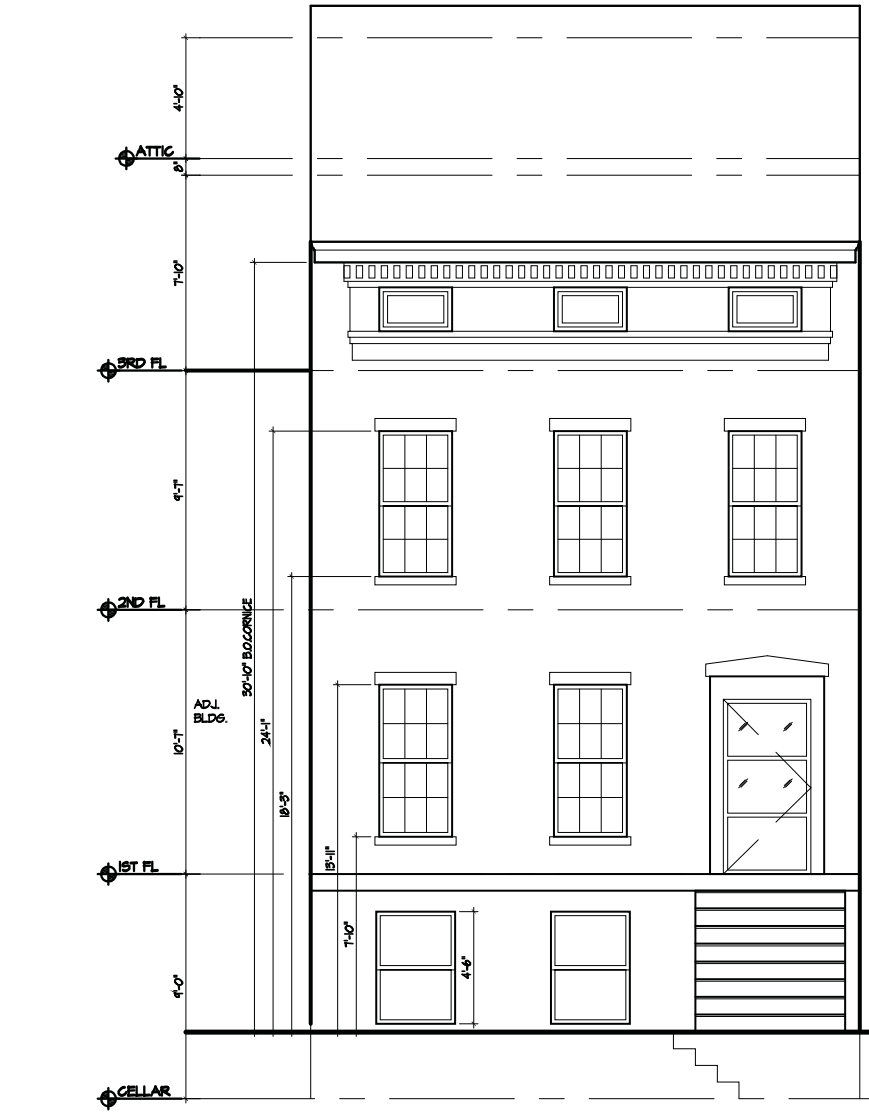 4'-10"
ATTIC
8"
7'-10"
3RD FL
9'-7"
2ND FL
30'-10" B.O.CORNICE
ADJ.
BLDG.
24'-1"
10'-7"
18'-3"
13'-11"
1ST FL
7'-10"
4'-6"
9'-0"
CELLAR